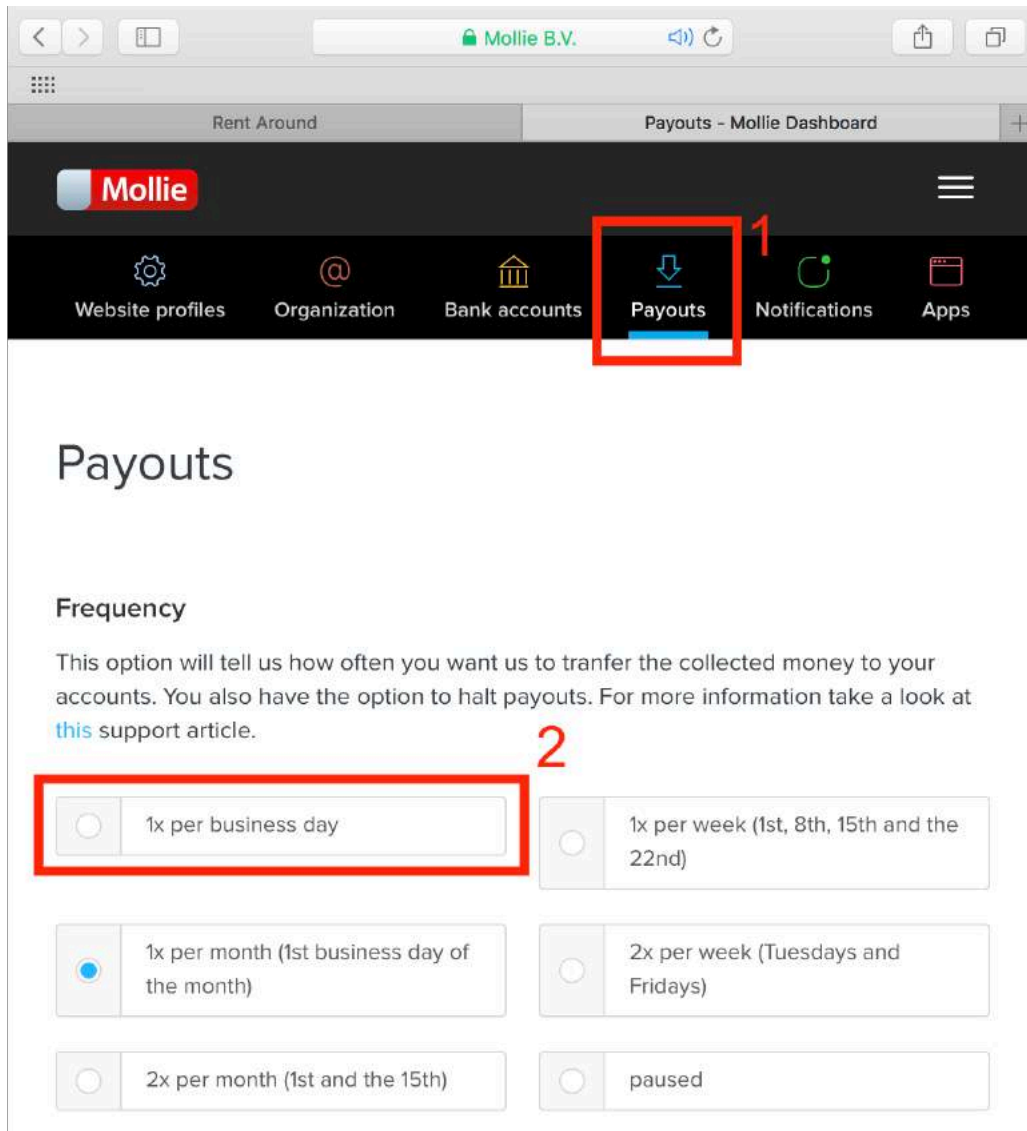 Mollie B.V.
Rent Around
Payouts - Mollie Dashboard
Mollie
1
Website profiles
Organization
Bank accounts
Payouts
Notifications
Apps
Payouts
Frequency
This option will tell us how often you want us to tranfer the collected money to your
accounts. You also have the option to halt payouts. For more information take a look at
this support article.
2
1x per business day
1x per week (1st, 8th, 15th and the
22nd)
1x per month (1st business day of
the month)
2x per week (Tuesdays and
Fridays)
2x per month (1st and the 15th)
paused